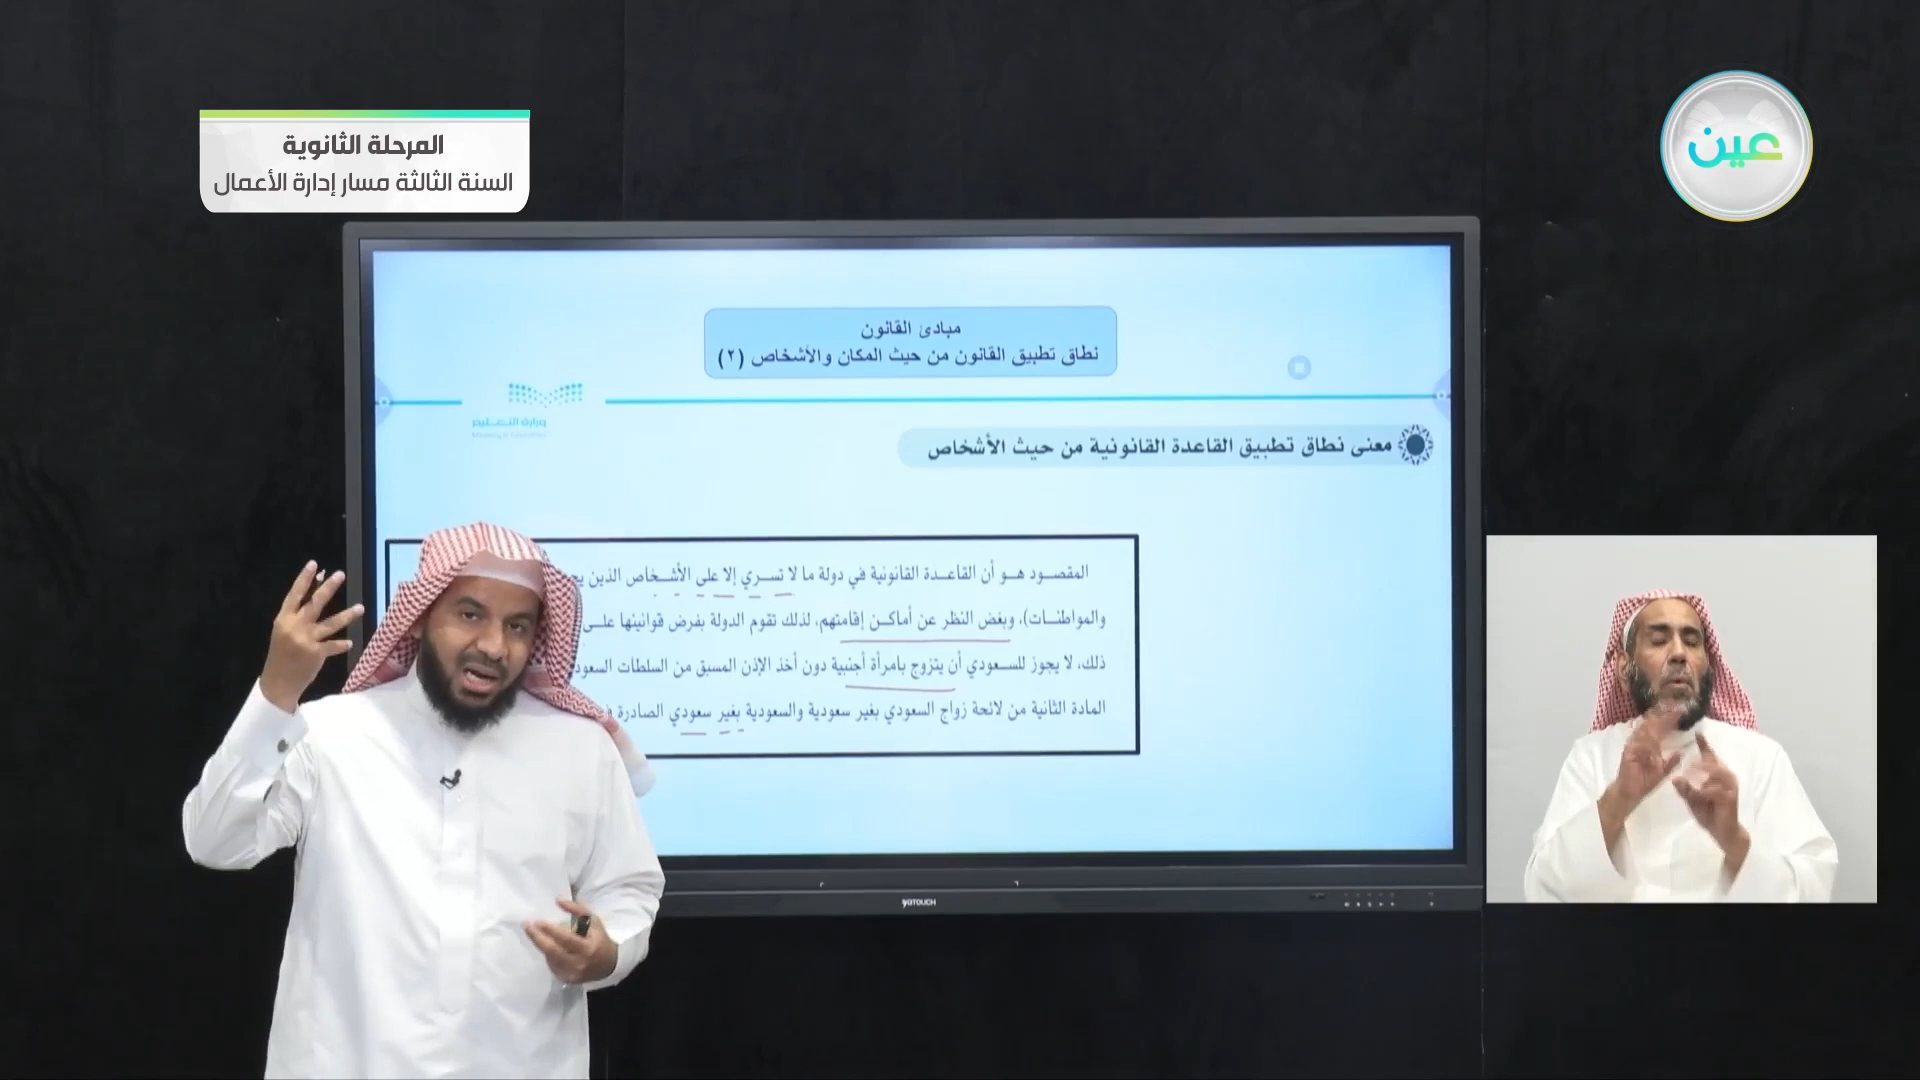 المرحلة الثانوية
السنة الثالثة مسار إدارة الأعمال
عين
مبادئ القانون
نطاق تطبيق القانون من حيث المكان والأشخاص (٢)
وزارة التعليم
Ministry of Education
معنى نطاق تطبيق القاعدة القانونية من حيث الأشخاص
المقصود هو أن القاعدة القانونية في دولة ما لا تسري إلا على الأشخاص الذين
والمواطنات)، وبغض النظر عن أماكن إقامتهم، لذلك تقوم الدولة بفرض قوانينها على
ذلك، لا يجوز للسعودي أن يتزوج بامرأة أجنبية دون أخذ الإذن المسبق من السلطات
المادة الثانية من لائحة زواج السعودي بغير سعودية والسعودية بغير سعودي الصادرة